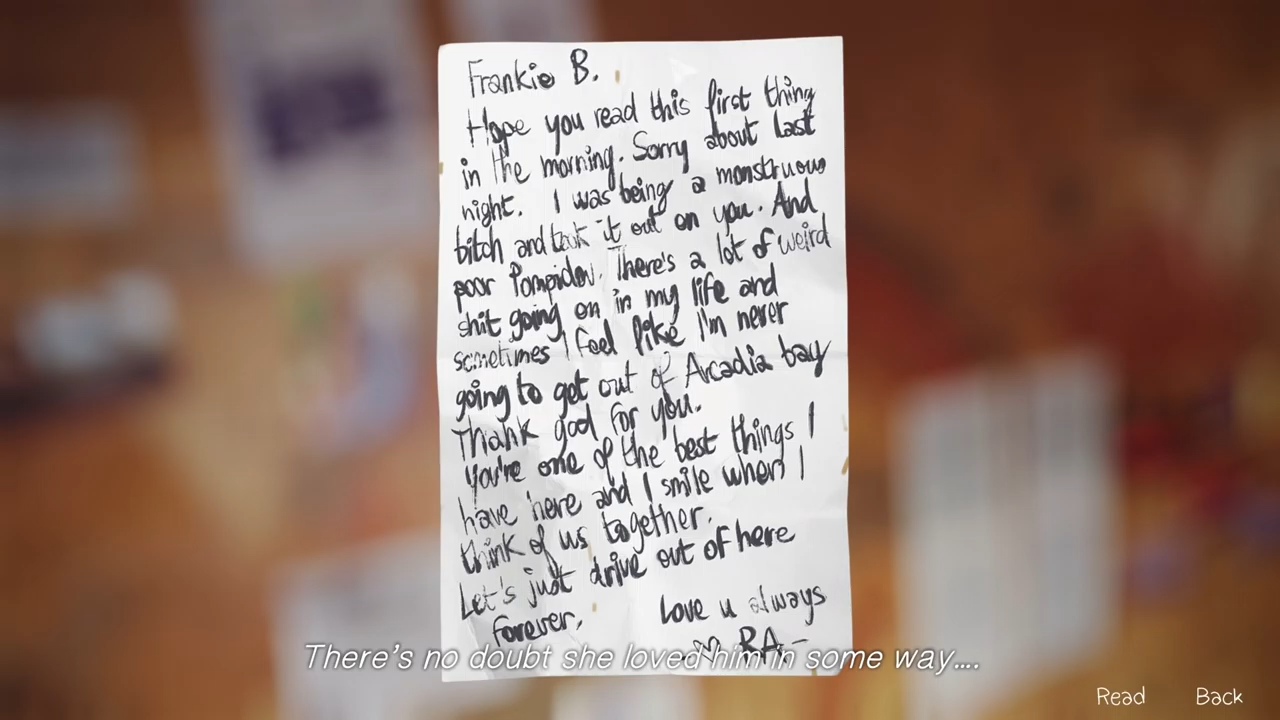 Frankie B.
Hope you read this first thing
in the morning. Sorry about last
night. I was being a monstruous
bitch and took it out on you. And
poor Pompidou. There's a lot of weird
shit going on in my life and
sometimes I feel like I'm never
going to get out of Arcadia bay
Thank god for you.
You're one of the best things I
have here and I smile when I
think of us together.
Let's just drive out of here
forever.
Love u always
♡ RA-
There's no doubt she loved him in some way....
Read Back